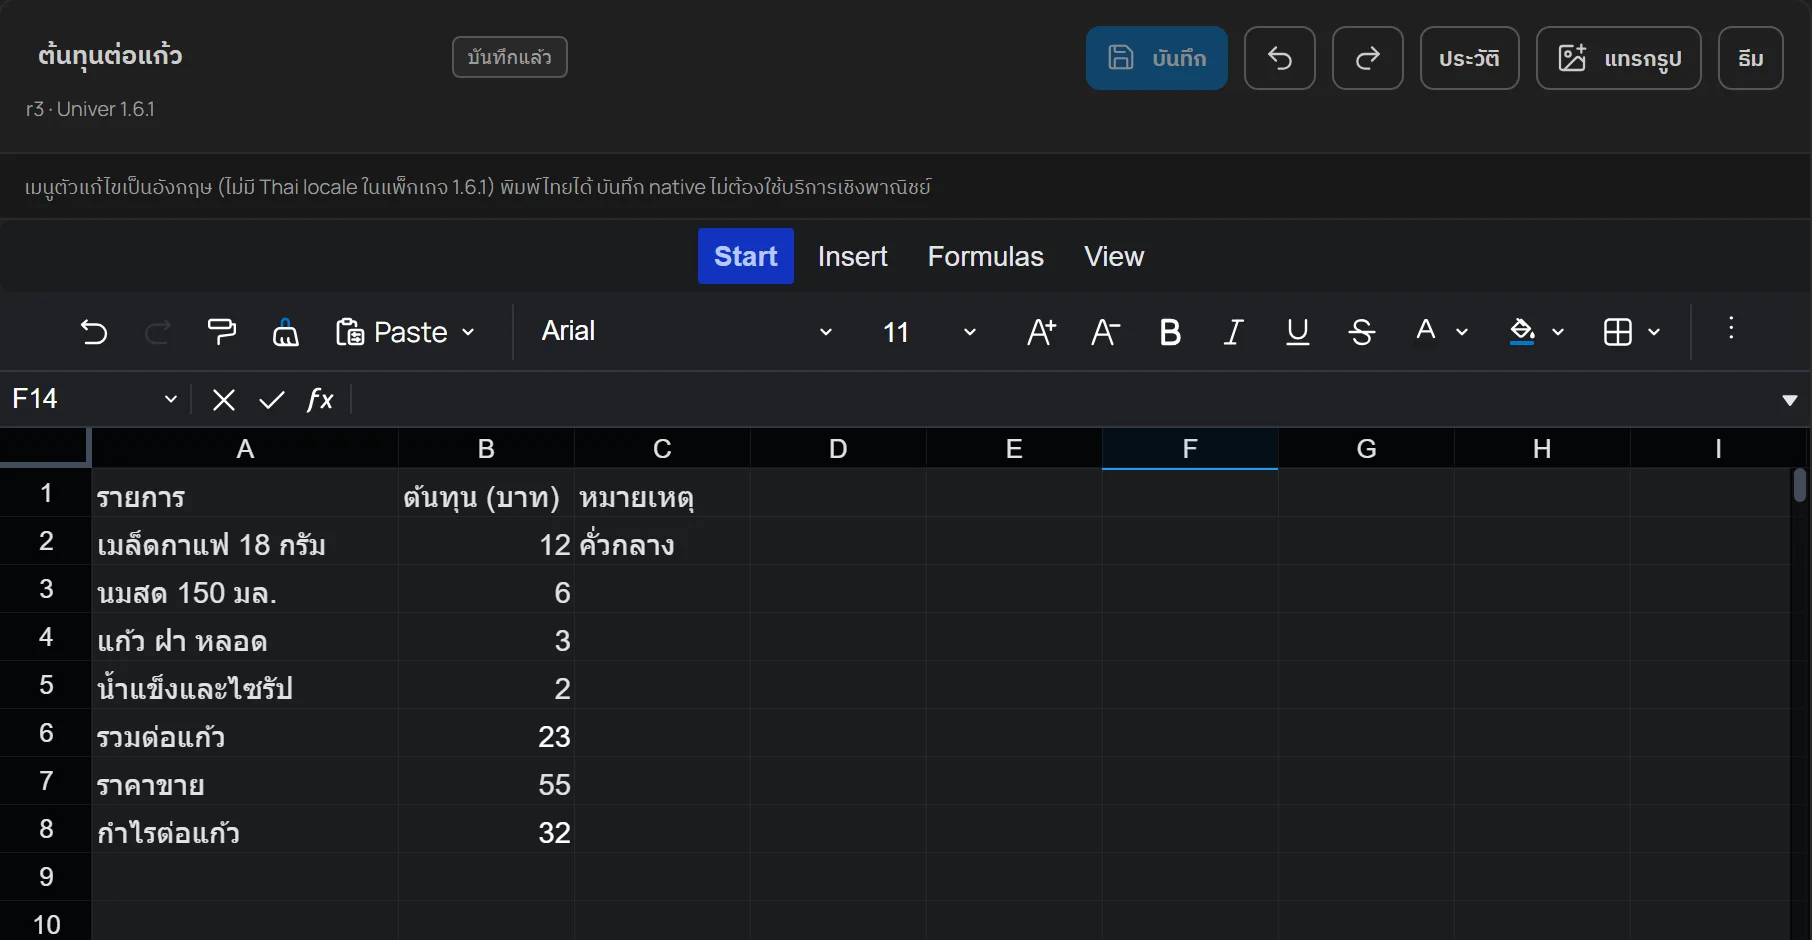 ต้นทุนต่อแก้ว บันทึกแล้ว บันทึก ประวัติ แทรกรูป ธีม
r3 · Univer 1.6.1
เมนูตัวแก้ไขเป็นอังกฤษ (ไม่มี Thai locale ในแพ็กเกจ 1.6.1) พิมพ์ไทยได้ บันทึก native ไม่ต้องใช้บริการเชิงพาณิชย์
Start Insert Formulas View
Paste Arial 11 A+ A- B I U S A
F14 fx
A B C D E F G H I
1 รายการ ต้นทุน (บาท) หมายเหตุ
2 เมล็ดกาแฟ 18 กรัม 12 คั่วกลาง
3 นมสด 150 มล. 6
4 แก้ว ฝา หลอด 3
5 น้ำแข็งและไซรัป 2
6 รวมต่อแก้ว 23
7 ราคาขาย 55
8 กำไรต่อแก้ว 32
9
10